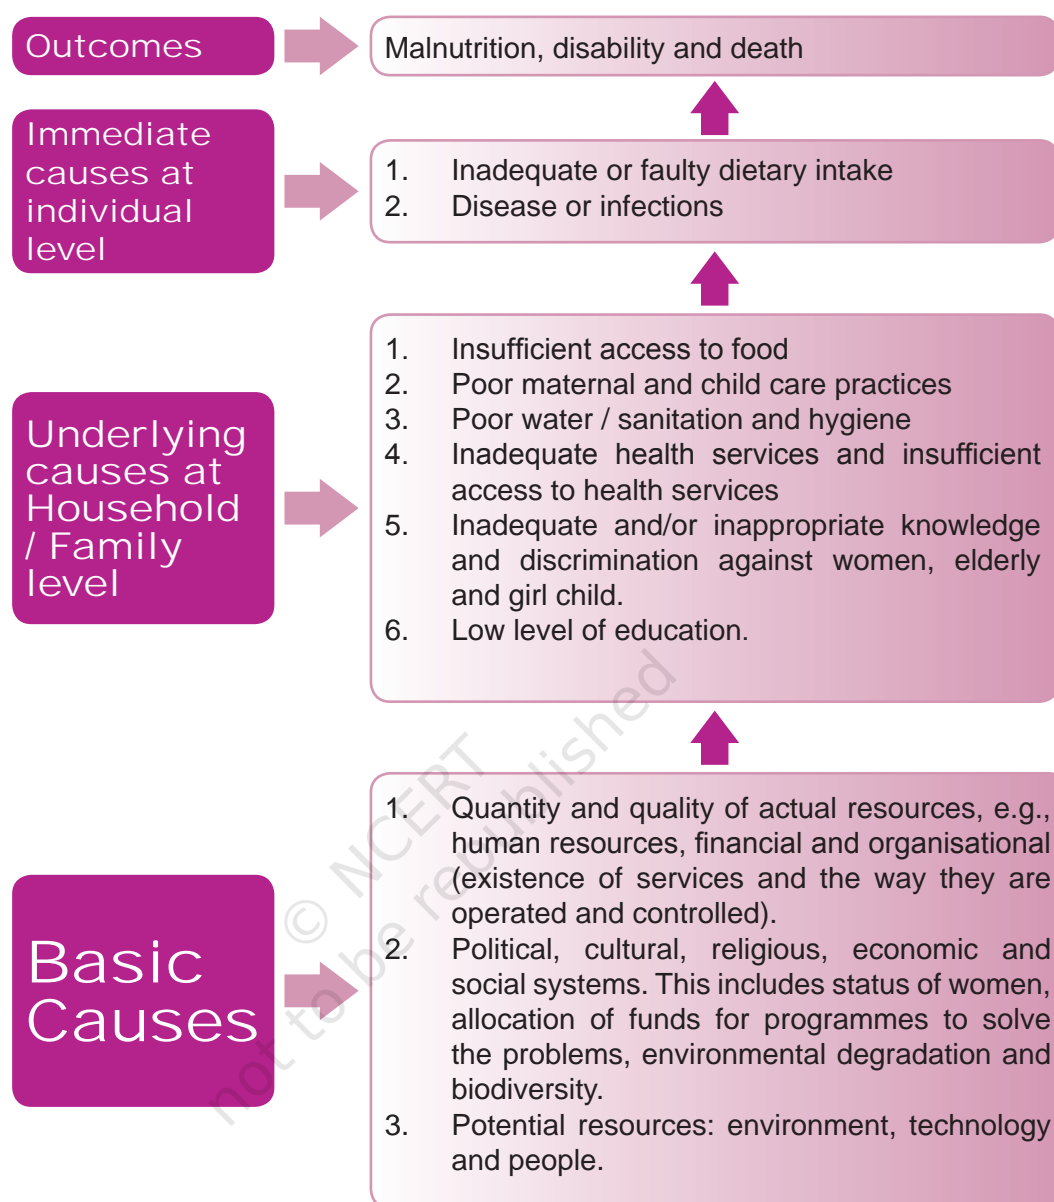 Outcomes
Malnutrition, disability and death
Immediate
causes at
individual
level
1. Inadequate or faulty dietary intake
2. Disease or infections
Underlying
causes at
Household
/ Family
level
1. Insufficient access to food
2. Poor maternal and child care practices
3. Poor water / sanitation and hygiene
4. Inadequate health services and insufficient
access to health services
5. Inadequate and/or inappropriate knowledge
and discrimination against women, elderly
and girl child.
6. Low level of education.
Basic
Causes
1. Quantity and quality of actual resources, e.g.,
human resources, financial and organisational
(existence of services and the way they are
operated and controlled).
2. Political, cultural, religious, economic and
social systems. This includes status of women,
allocation of funds for programmes to solve
the problems, environmental degradation and
biodiversity.
3. Potential resources: environment, technology
and people.
© NCERT
not to be republished